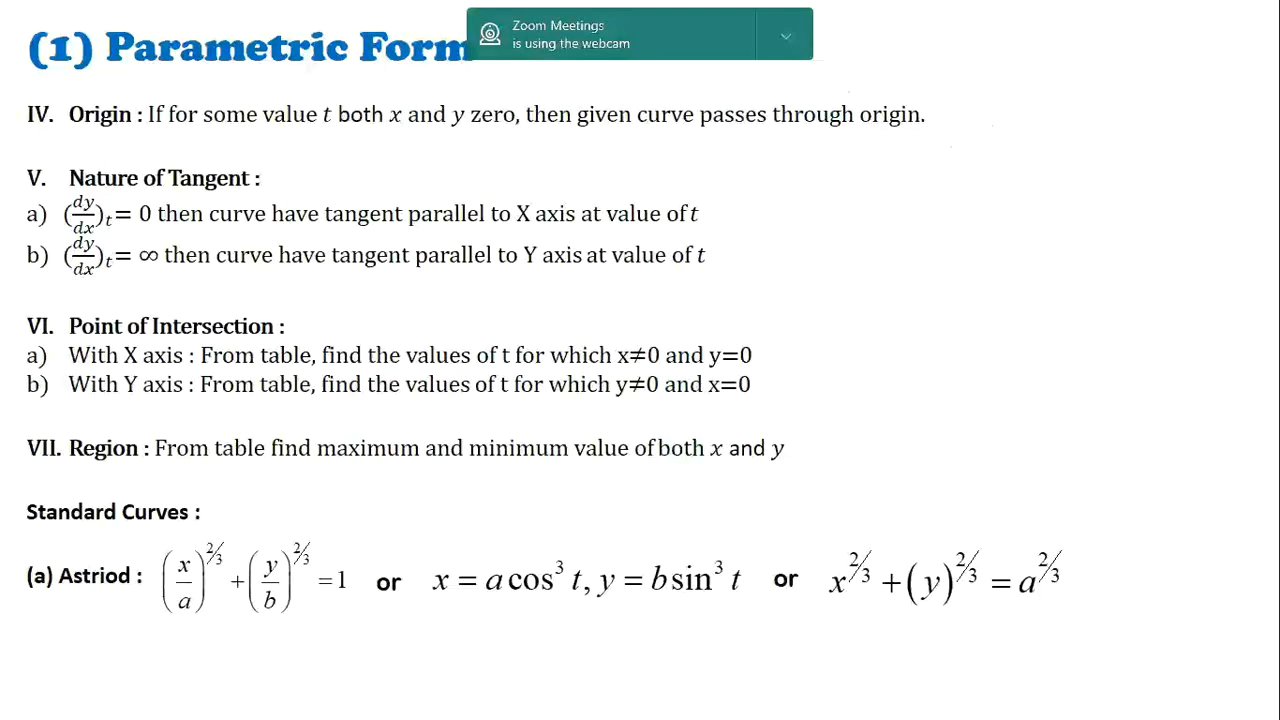 (1) Parametric Form
Zoom Meetings
is using the webcam
IV. Origin : If for some value t both x and y zero, then given curve passes through origin.
V. Nature of Tangent :
a) (dy/dx)ₜ= 0 then curve have tangent parallel to X axis at value of t
b) (dy/dx)ₜ= ∞ then curve have tangent parallel to Y axis at value of t
VI. Point of Intersection :
a) With X axis : From table, find the values of t for which x≠0 and y=0
b) With Y axis : From table, find the values of t for which y≠0 and x=0
VII. Region : From table find maximum and minimum value of both x and y
Standard Curves :
(a) Astriod : (x/a)^(2/3) + (y/b)^(2/3) = 1 or x = a cos³ t, y = b sin³ t or x^(2/3) + (y)^(2/3) = a^(2/3)